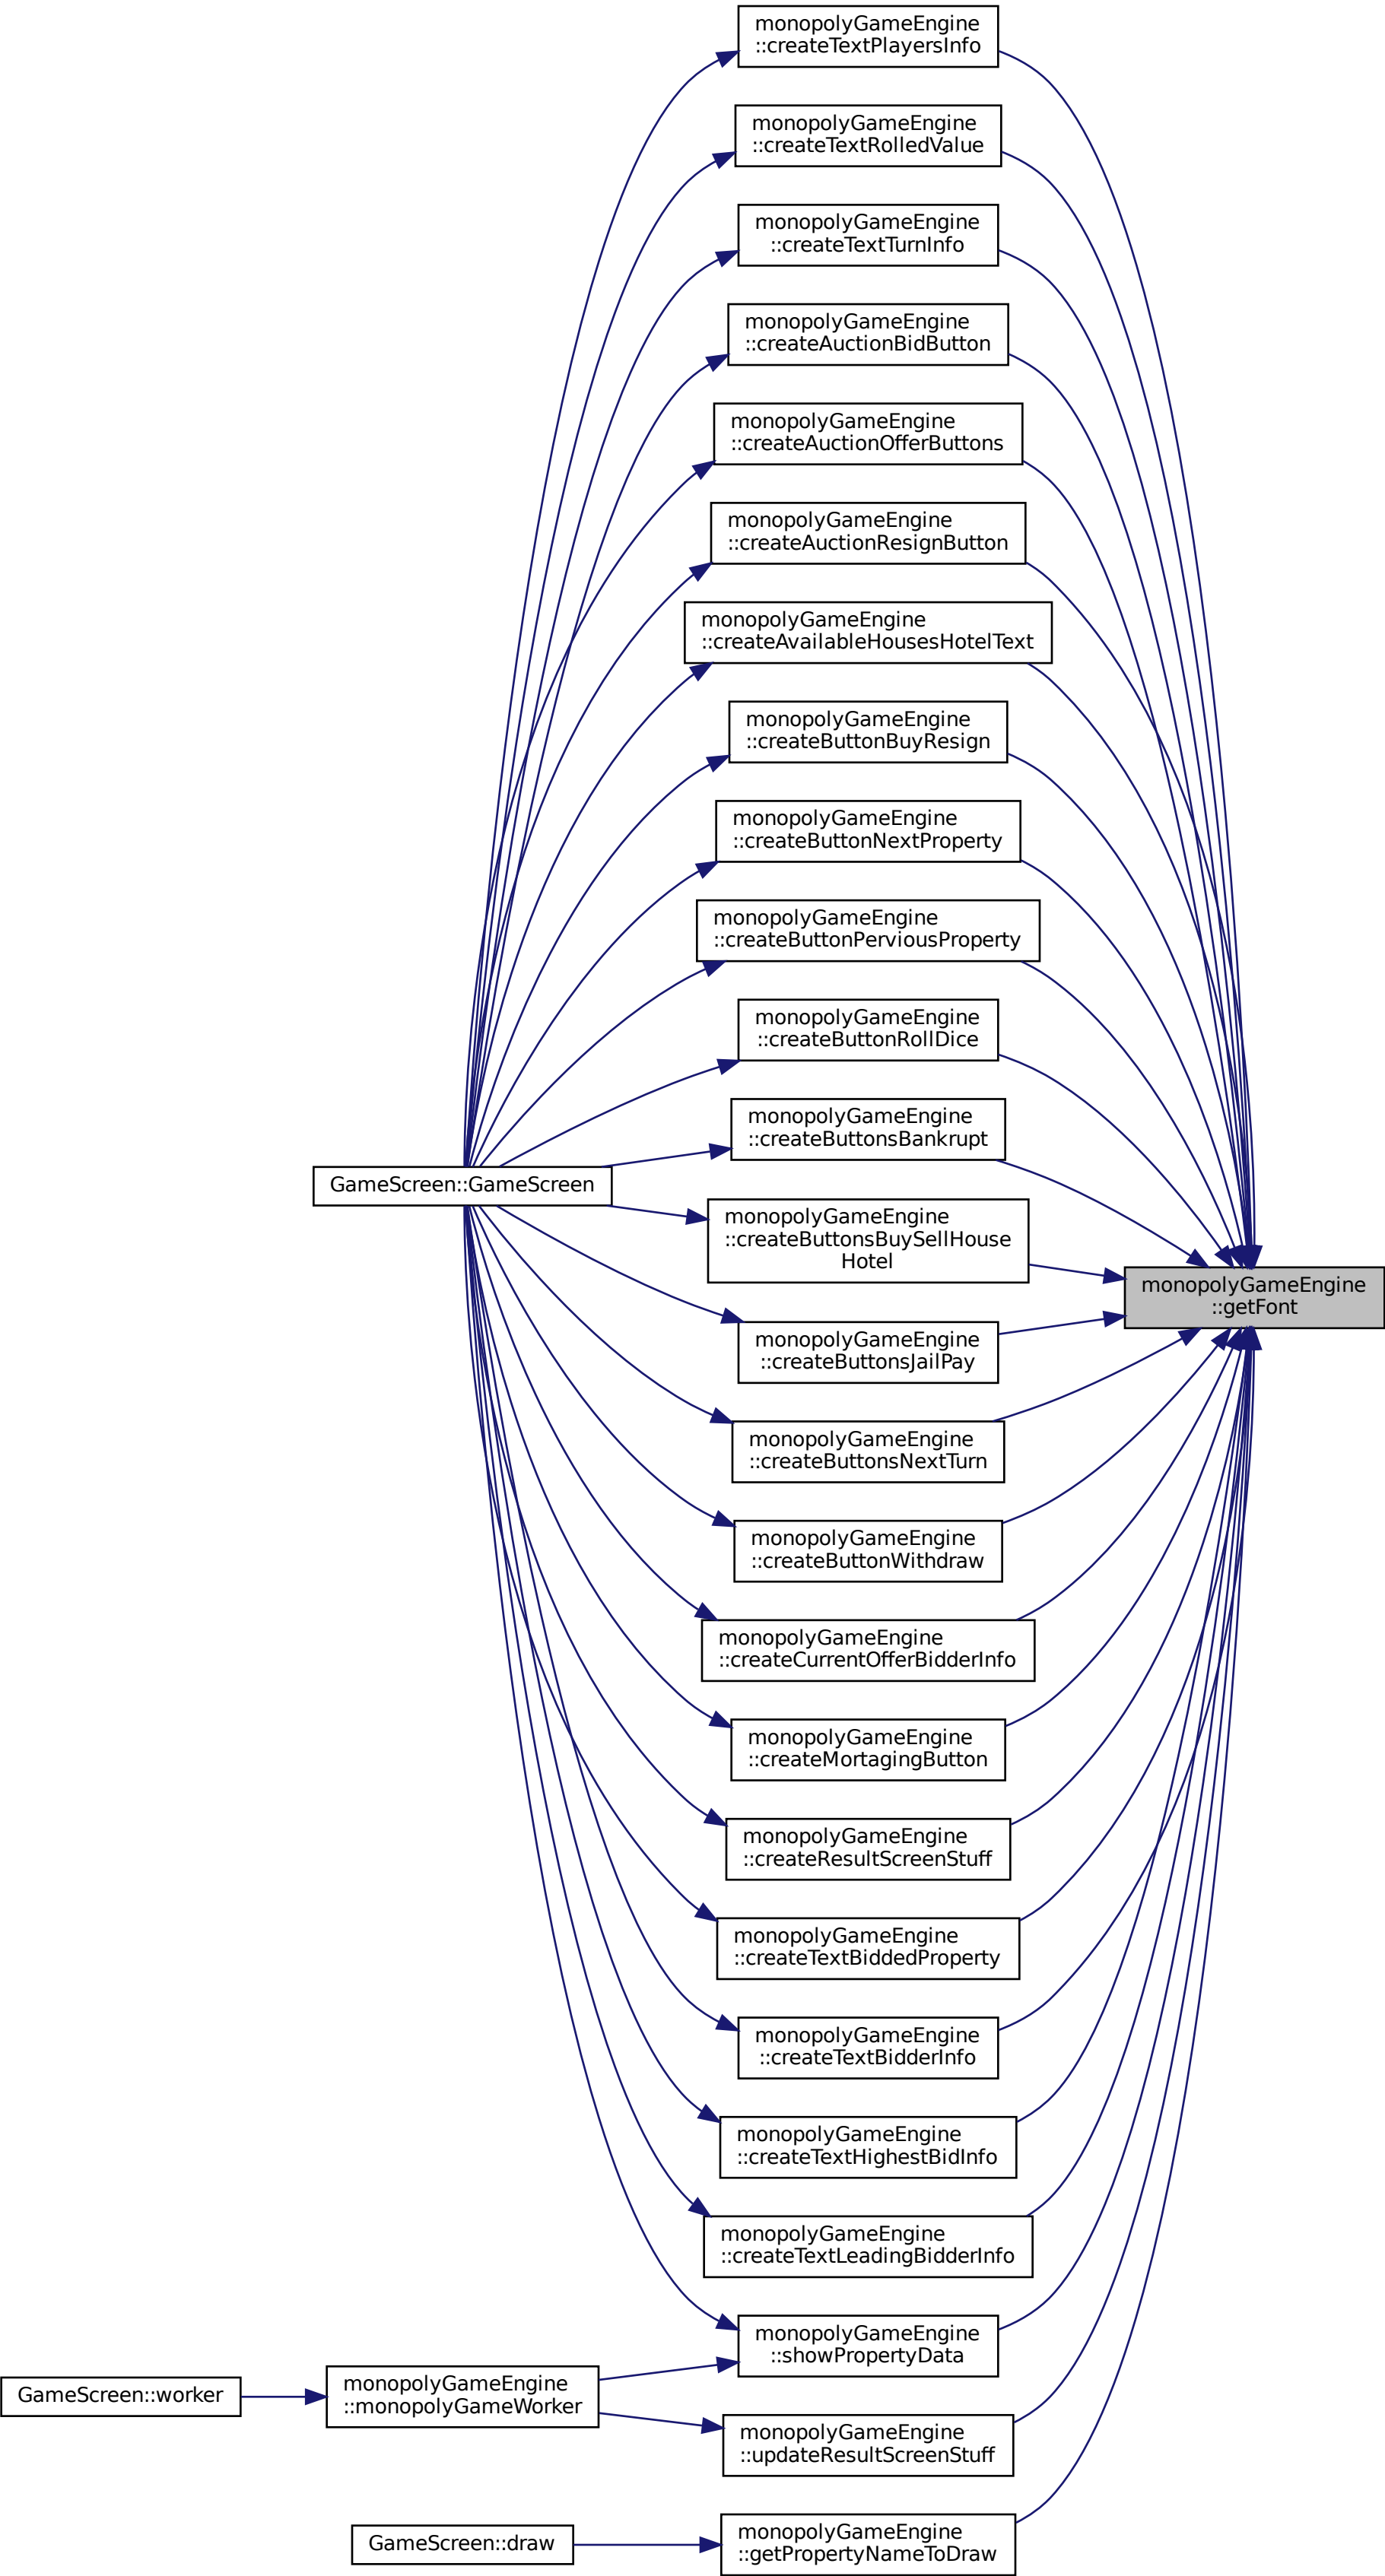 monopolyGameEngine
::createTextPlayersInfo
monopolyGameEngine
::createTextRolledValue
monopolyGameEngine
::createTextTurnInfo
monopolyGameEngine
::createAuctionBidButton
monopolyGameEngine
::createAuctionOfferButtons
monopolyGameEngine
::createAuctionResignButton
monopolyGameEngine
::createAvailableHousesHotelText
monopolyGameEngine
::createButtonBuyResign
monopolyGameEngine
::createButtonNextProperty
monopolyGameEngine
::createButtonPerviousProperty
monopolyGameEngine
::createButtonRollDice
monopolyGameEngine
::createButtonsBankrupt
GameScreen::GameScreen
monopolyGameEngine
::createButtonsBuySellHouse
Hotel
monopolyGameEngine
::getFont
monopolyGameEngine
::createButtonsJailPay
monopolyGameEngine
::createButtonsNextTurn
monopolyGameEngine
::createButtonWithdraw
monopolyGameEngine
::createCurrentOfferBidderInfo
monopolyGameEngine
::createMortagingButton
monopolyGameEngine
::createResultScreenStuff
monopolyGameEngine
::createTextBiddedProperty
monopolyGameEngine
::createTextBidderInfo
monopolyGameEngine
::createTextHighestBidInfo
monopolyGameEngine
::createTextLeadingBidderInfo
monopolyGameEngine
::showPropertyData
GameScreen::worker
monopolyGameEngine
::monopolyGameWorker
monopolyGameEngine
::updateResultScreenStuff
GameScreen::draw
monopolyGameEngine
::getPropertyNameToDraw